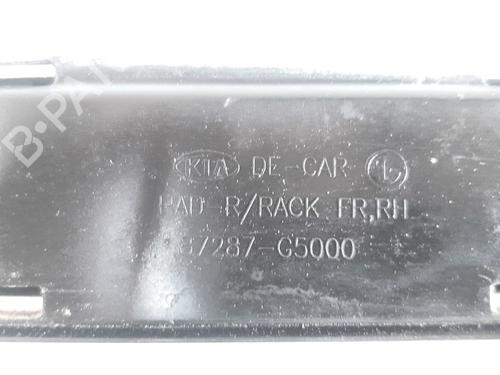 B-PA
KIA DE-CAR
PAD R/RACK FR,RH
87287-G5000